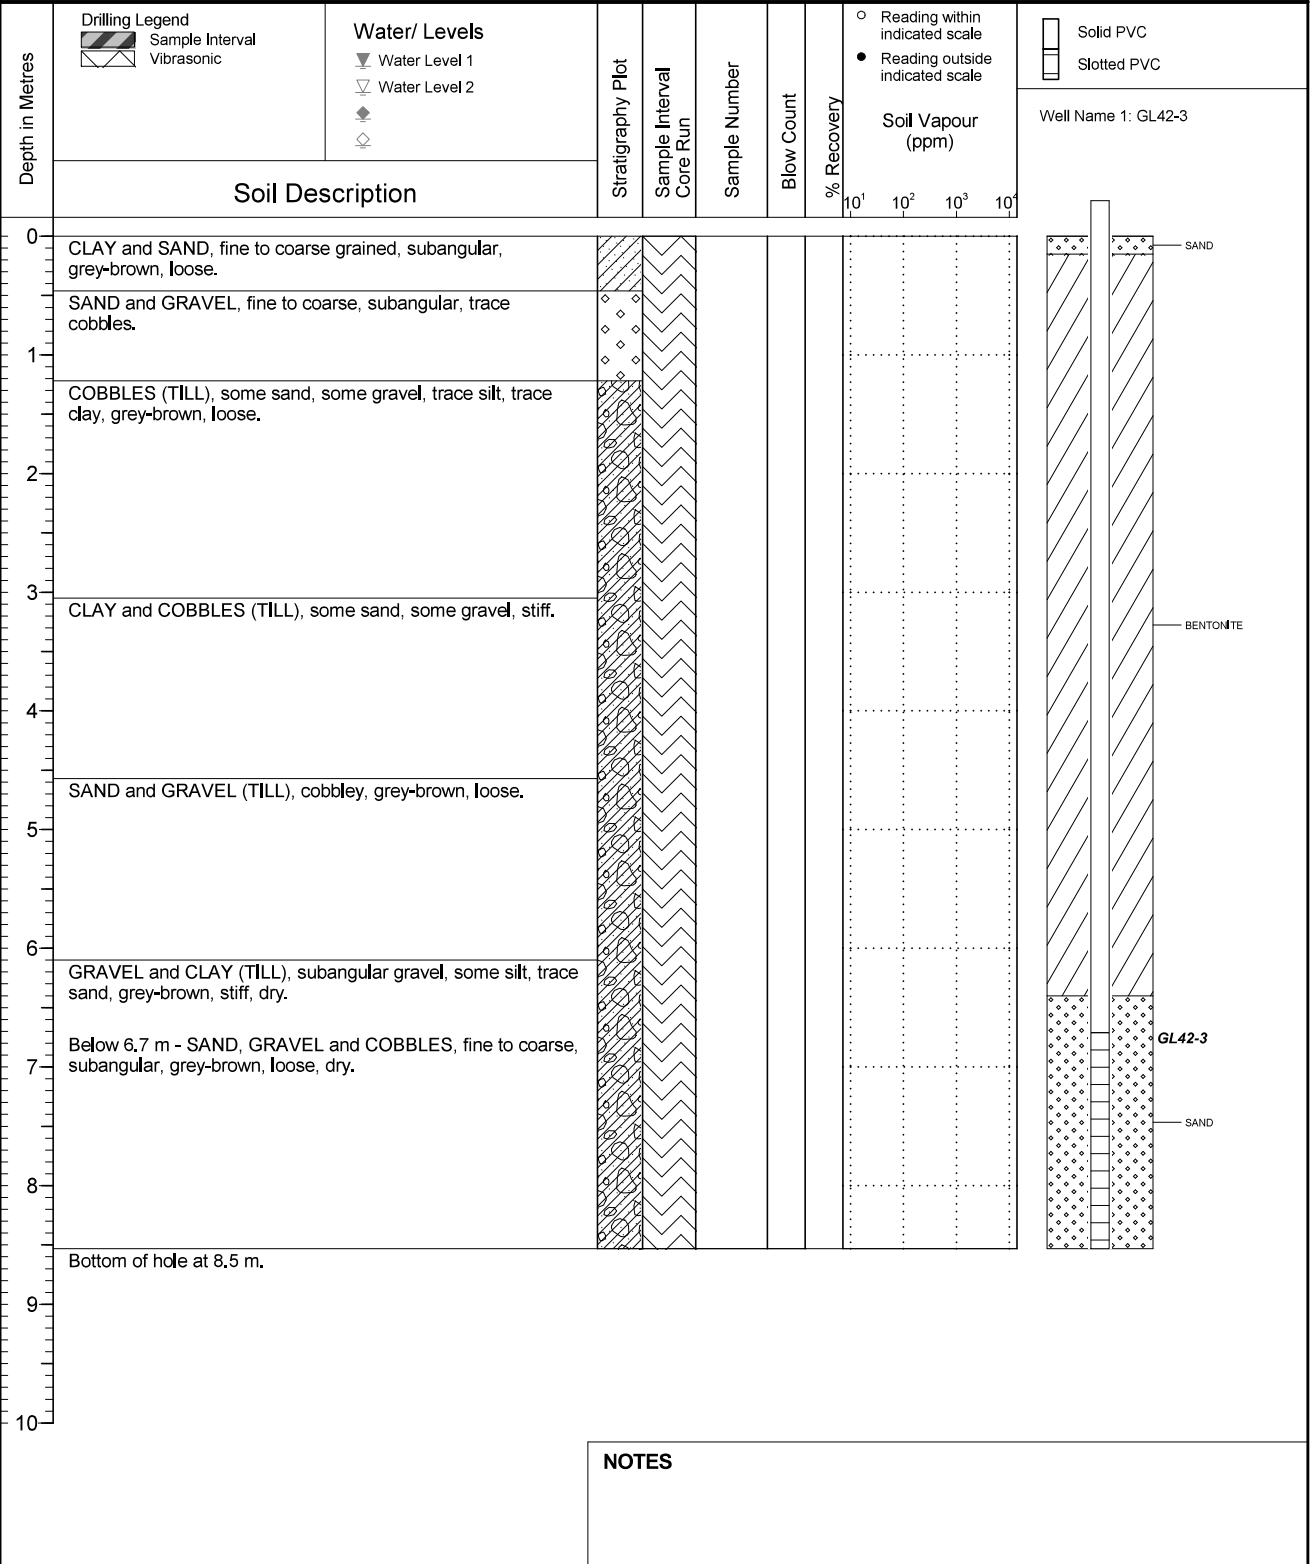 Depth in Metres
Drilling Legend
Sample Interval
Vibrasonic
Water/ Levels
Water Level 1
Water Level 2
Soil Description
Stratigraphy Plot
Sample Interval
Core Run
Sample Number
Blow Count
% Recovery
Reading within
indicated scale
Reading outside
indicated scale
Soil Vapour
(ppm)
10¹ 10² 10³ 10⁴
Solid PVC
Slotted PVC
Well Name 1: GL42-3
0
CLAY and SAND, fine to coarse grained, subangular,
grey-brown, loose.
SAND
SAND and GRAVEL, fine to coarse, subangular, trace
cobbles.
1
COBBLES (TILL), some sand, some gravel, trace silt, trace
clay, grey-brown, loose.
2
3
CLAY and COBBLES (TILL), some sand, some gravel, stiff.
BENTONITE
4
SAND and GRAVEL (TILL), cobbley, grey-brown, loose.
5
6
GRAVEL and CLAY (TILL), subangular gravel, some silt, trace
sand, grey-brown, stiff, dry.
Below 6.7 m - SAND, GRAVEL and COBBLES, fine to coarse,
subangular, grey-brown, loose, dry.
GL42-3
7
SAND
8
Bottom of hole at 8.5 m.
9
10
NOTES